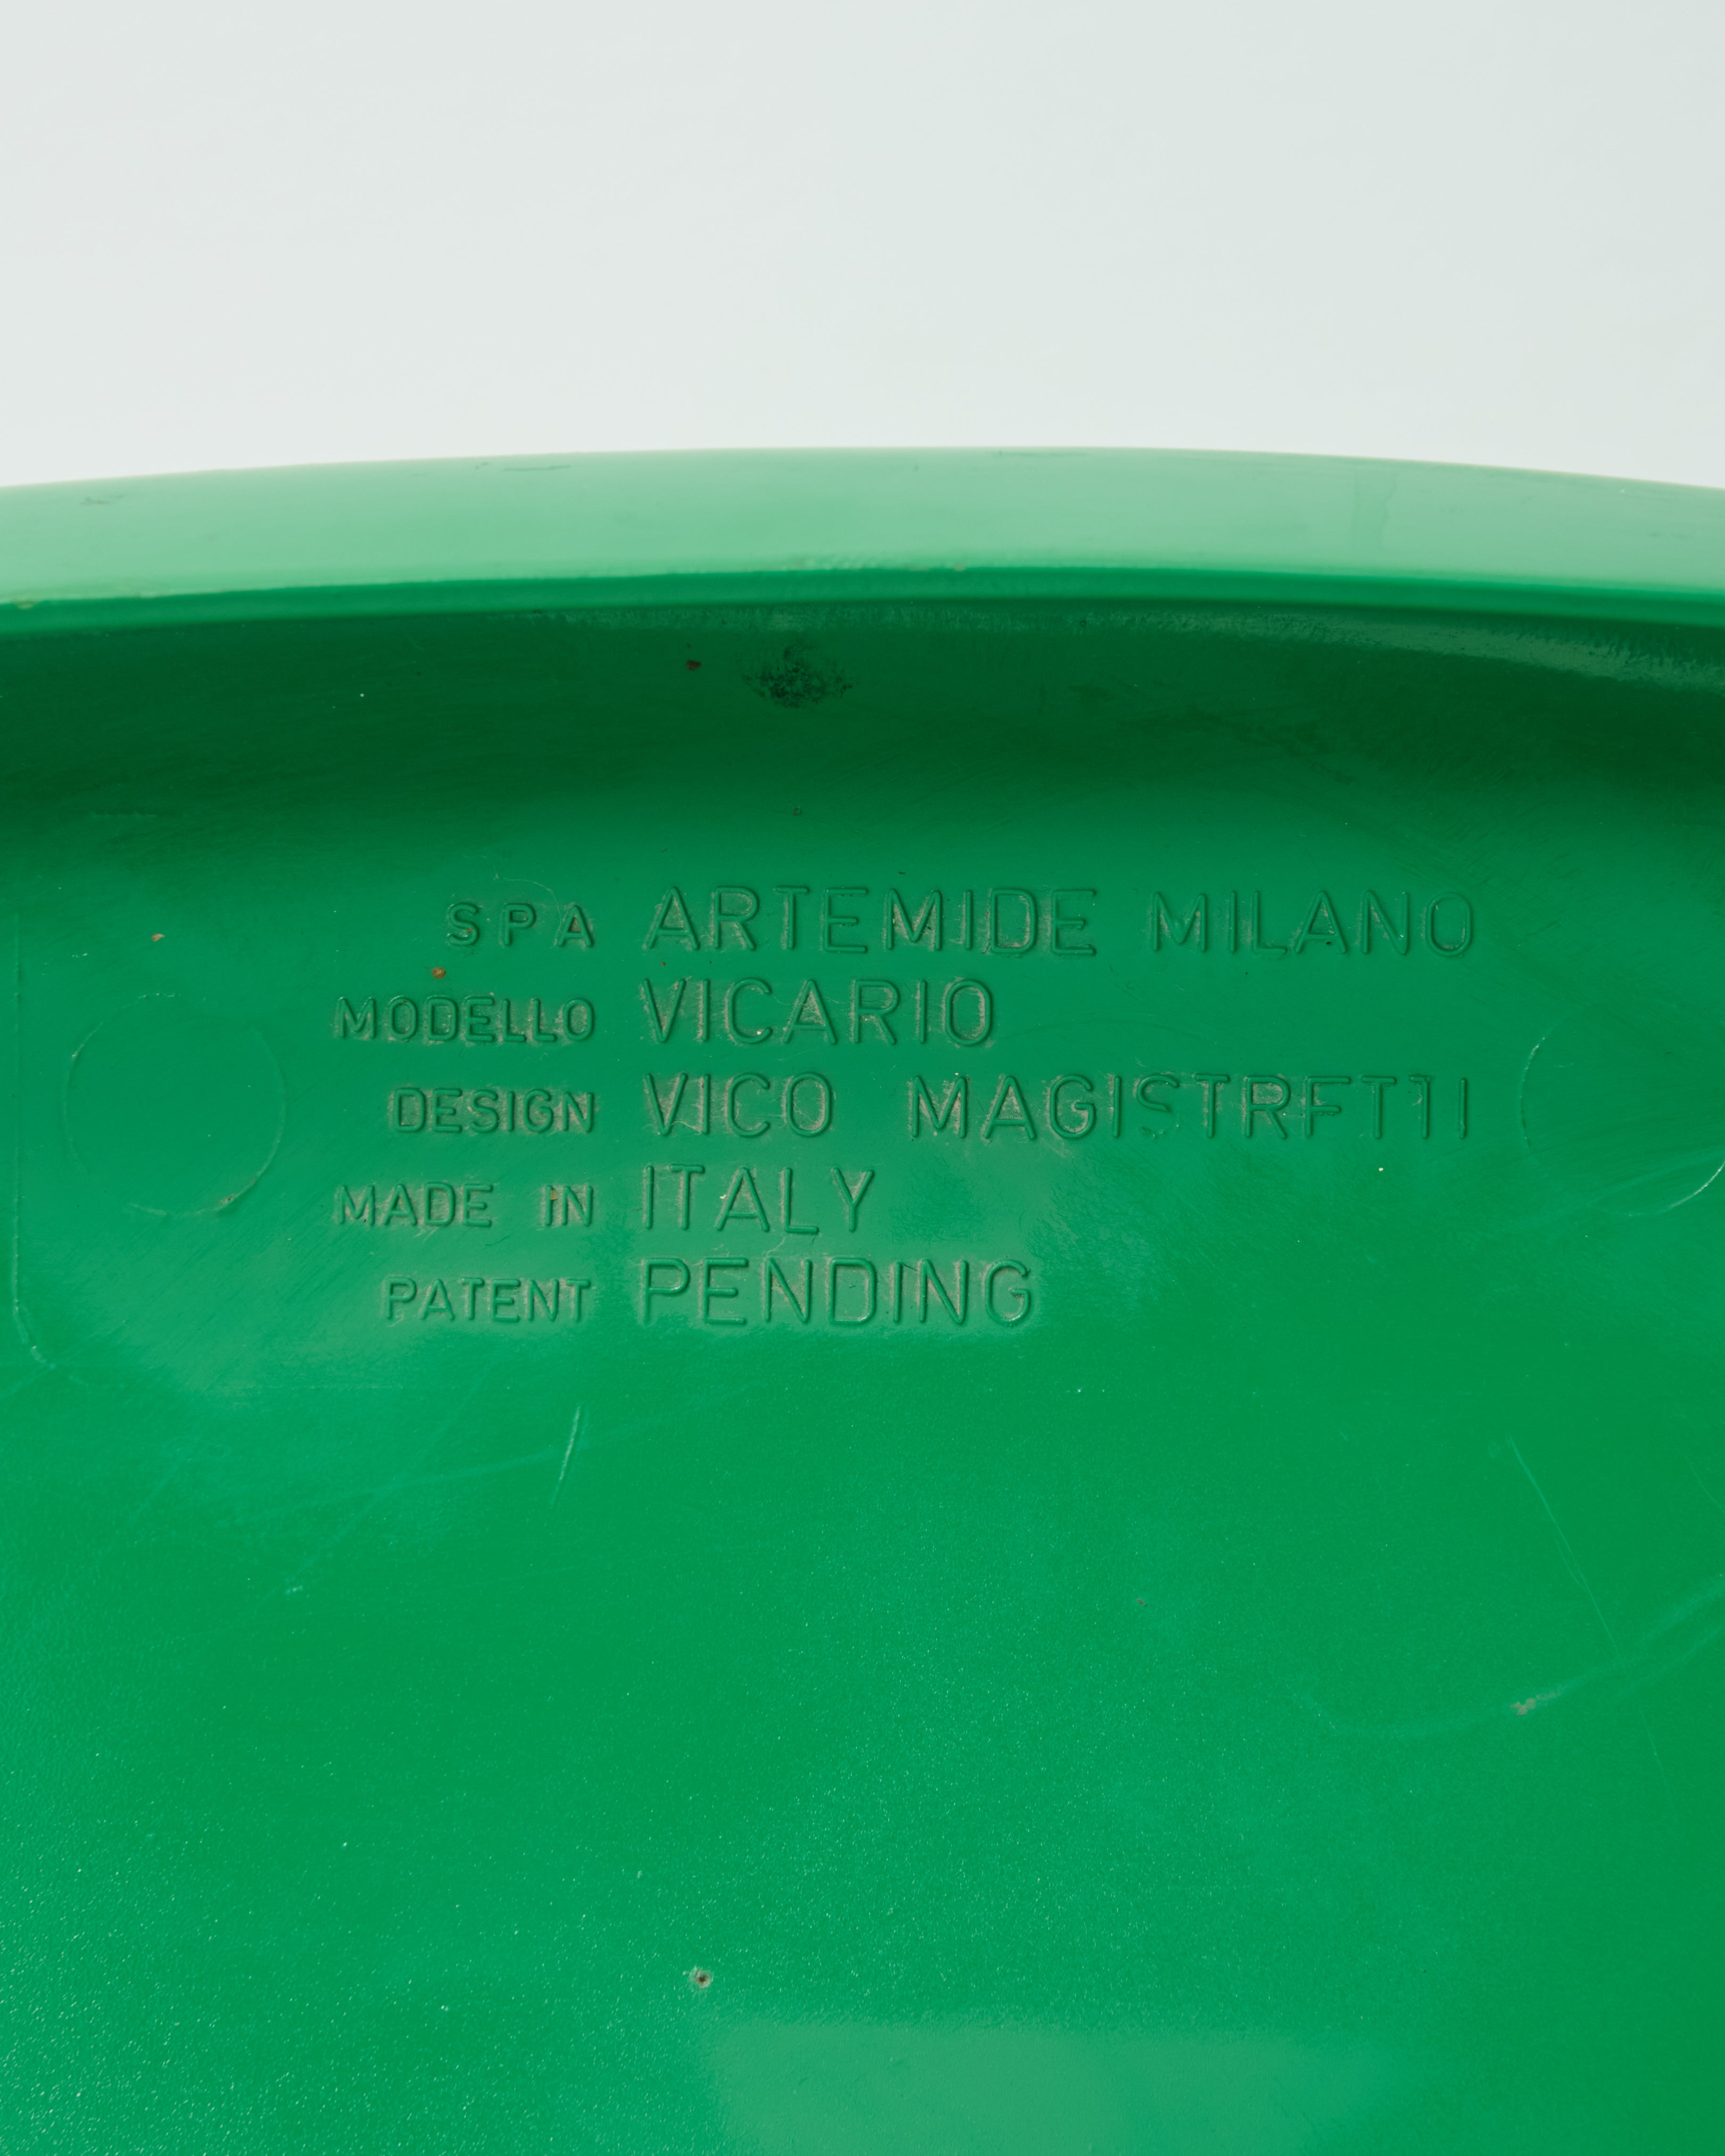 SPA ARTEMIDE MILANO
MODELLO VICARIO
DESIGN VICO MAGISTRETTI
MADE IN ITALY
PATENT PENDING